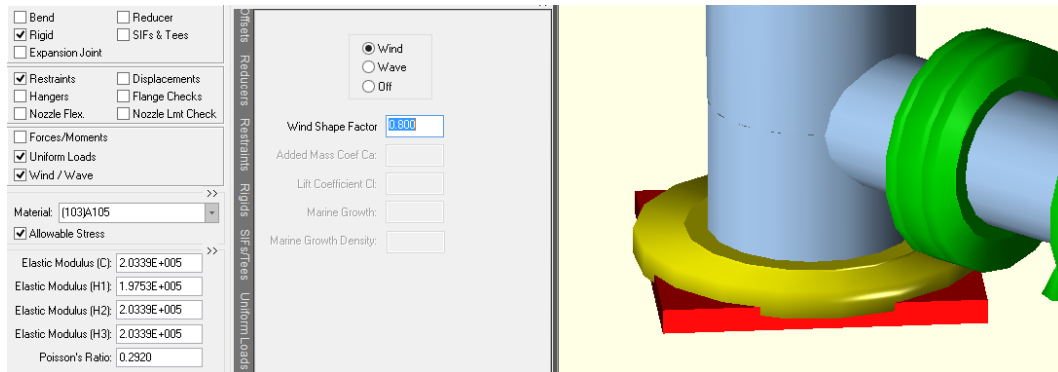 Bend Reducer
Rigid SIFs & Tees
Expansion Joint
Restraints Displacements
Hangers Flange Checks
Nozzle Flex. Nozzle Lmt Check
Forces/Moments
Uniform Loads
Wind / Wave
>>
Material: (103)A105
Allowable Stress
>>
Elastic Modulus (C): 2.0339E+005
Elastic Modulus (H1): 1.9753E+005
Elastic Modulus (H2): 2.0339E+005
Elastic Modulus (H3): 2.0339E+005
Poisson's Ratio: 0.2920
Offsets
Reducers
Restraints
Rigids
SIFs/Tees
Uniform Loads
Wind
Wave
Off
Wind Shape Factor 0.800
Added Mass Coef Ca:
Lift Coefficient Cl:
Marine Growth:
Marine Growth Density: